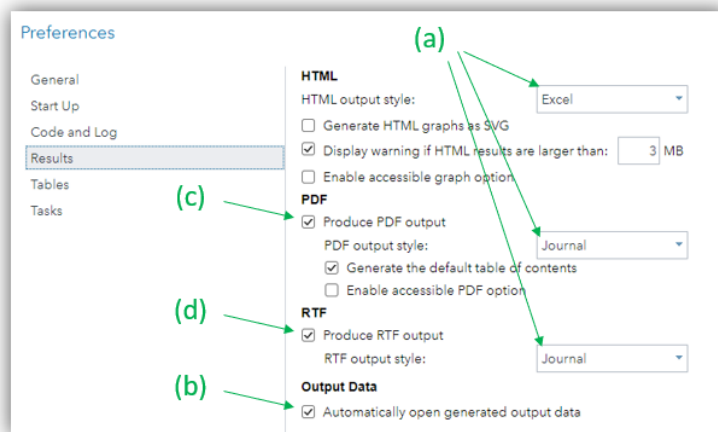 Preferences
(a)
General
Start Up
Code and Log
Results
Tables
Tasks
HTML
HTML output style: Excel
Generate HTML graphs as SVG
Display warning if HTML results are larger than: 3 MB
Enable accessible graph option
(c)
PDF
Produce PDF output
PDF output style: Journal
Generate the default table of contents
Enable accessible PDF option
(d)
RTF
Produce RTF output
RTF output style: Journal
(b)
Output Data
Automatically open generated output data